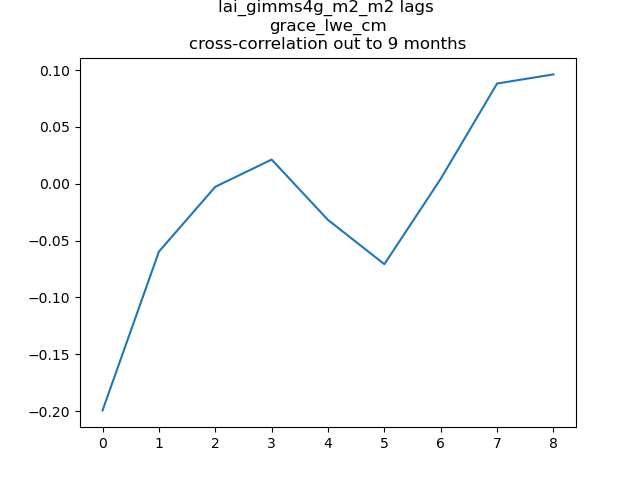 lai_gimms4g_m2_m2 lags
grace_lwe_cm
cross-correlation out to 9 months
0.10
0.05
0.00
−0.05
−0.10
−0.15
−0.20
0 1 2 3 4 5 6 7 8